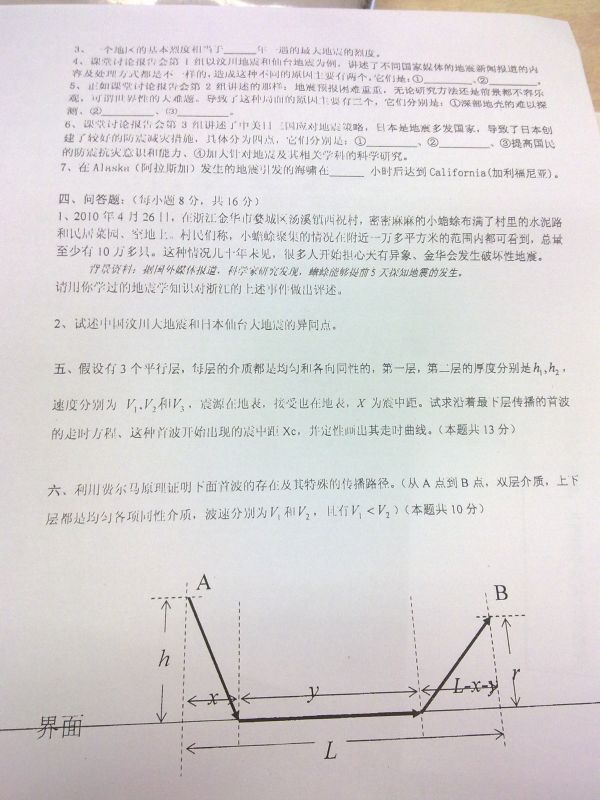 3、一个地区的基本烈度相当于______年一遇的最大地震的烈度。
4、课堂讨论报告会第 1 组以汶川地震和仙台地震为例，讲述了不同国家媒体的地震新闻报道的内
容及处理方式都是不一样的，造成这种不同的原因主要有两个，它们是：①________、②________。
5、正如课堂讨论报告会第 2 组讲述的那样：地震预报困难重重，无论研究方法还是前景都不容乐
观，可谓世界性的大难题，导致了这种局面的原因主要有三个，它们分别是：①深部地壳的难以探
测、②________、③________。
6、课堂讨论报告会第 3 组讲述了中美日三国应对地震策略，日本是地震多发国家，导致了日本创
建了较好的防震减灾措施，具体分为四点，它们分别是：①________、②________、③提高国民
的防震抗灾意识和能力、④加大针对地震及其相关学科的科学研究。
7、在 Alaska（阿拉斯加）发生的地震引发的海啸在______ 小时后达到 California(加利福尼亚)。
四、问答题：（每小题 8 分，共 16 分）
1、2010 年 4 月 26 日，在浙江金华市婺城区汤溪镇西祝村，密密麻麻的小蟾蜍布满了村里的水泥路
和民居菜园、空地上。村民们称，小蟾蜍聚集的情况在附近一万多平方米的范围内都可看到，总量
至少有 10 万多只。这种情况几十年未见，很多人开始担心天有异象、金华会发生破坏性地震。
背景资料：据国外媒体报道，科学家研究发现，蟾蜍能够提前 5 天探知地震的发生。
请用你学过的地震学知识对浙江的上述事件做出评述。
2、试述中国汶川大地震和日本仙台大地震的异同点。
五、假设有 3 个平行层，每层的介质都是均匀和各向同性的，第一层，第二层的厚度分别是 h₁,h₂，
速度分别为 V₁、V₂和V₃，震源在地表，接受也在地表，X 为震中距。试求沿着最下层传播的首波
的走时方程、这种首波开始出现的震中距 Xc，并定性画出其走时曲线。（本题共 13 分）
六、利用费尔马原理证明下面首波的存在及其特殊的传播路径。（从 A 点到 B 点，双层介质，上下
层都是均匀各项同性介质，波速分别为V₁ 和V₂，且有V₁ < V₂）（本题共 10 分）
A
B
h
x
y
L-x-y
r
界面
L